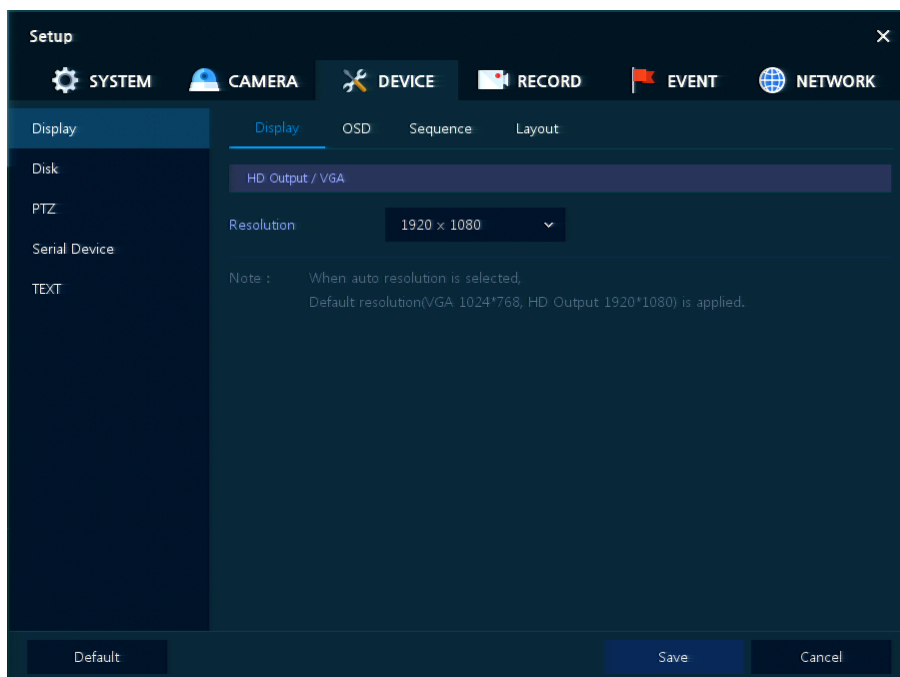 Setup
SYSTEM CAMERA DEVICE RECORD EVENT NETWORK
Display
Disk
PTZ
Serial Device
TEXT
Display OSD Sequence Layout
HD Output / VGA
Resolution 1920 x 1080
Note : When auto resolution is selected,
Default resolution(VGA 1024*768, HD Output 1920*1080) is applied.
Default Save Cancel